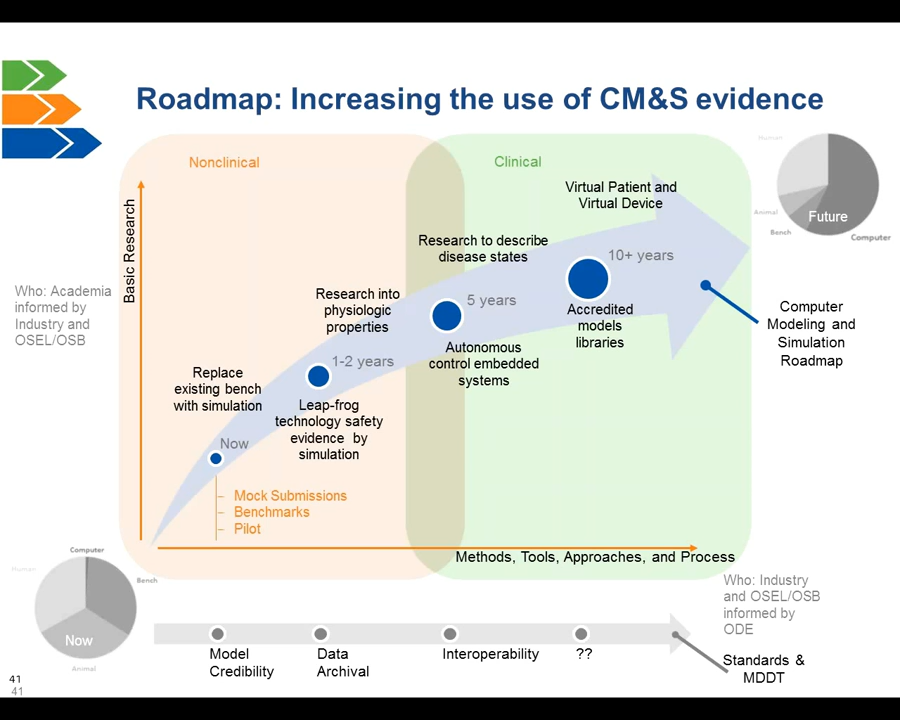 Roadmap: Increasing the use of CM&S evidence
Nonclinical
Clinical
Human
Animal
Bench
Computer
Future
Virtual Patient and
Virtual Device
Basic Research
Research to describe
disease states
10+ years
Who: Academia
informed by
Industry and
OSEL/OSB
Research into
physiologic
properties
5 years
Accredited
models
libraries
Computer
Modeling and
Simulation
Roadmap
Replace
existing bench
with simulation
1-2 years
Autonomous
control embedded
systems
Leap-frog
technology safety
evidence by
simulation
Now
– Mock Submissions
– Benchmarks
– Pilot
Methods, Tools, Approaches, and Process
Computer
Human
Bench
Now
Animal
Who: Industry
and OSEL/OSB
informed by
ODE
Model
Credibility
Data
Archival
Interoperability
??
Standards &
MDDT
41
41